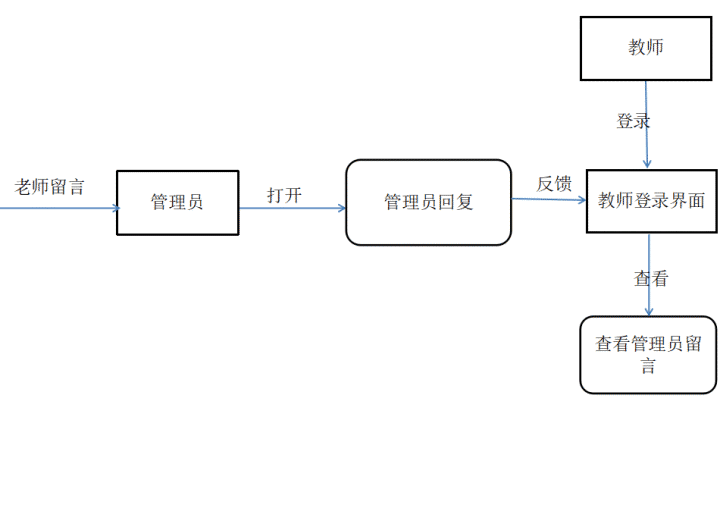 教师
登录
老师留言
管理员
打开
管理员回复
反馈
教师登录界面
查看
查看管理员留
言